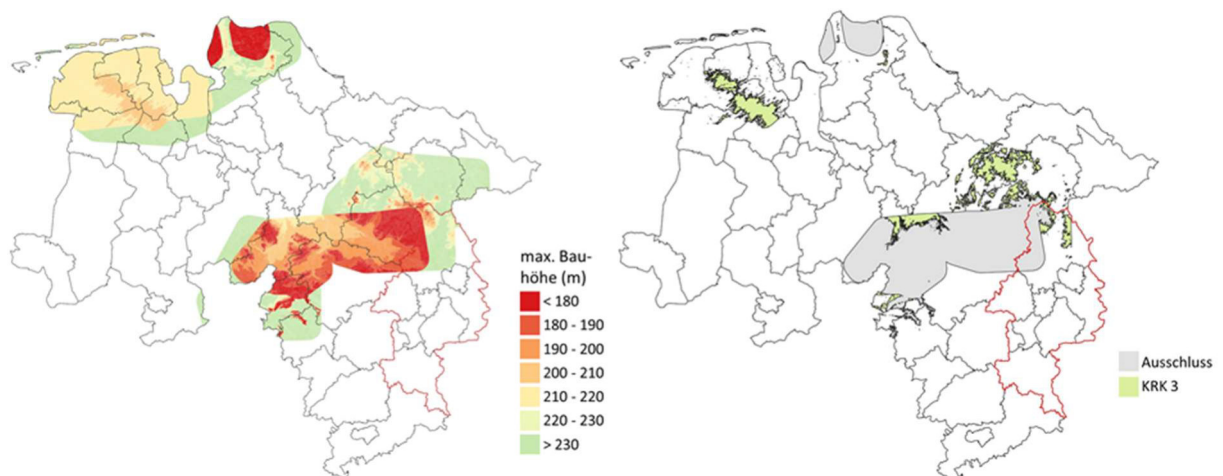 max. Bau-
höhe (m)
< 180
180 - 190
190 - 200
200 - 210
210 - 220
220 - 230
> 230
Ausschluss
KRK 3